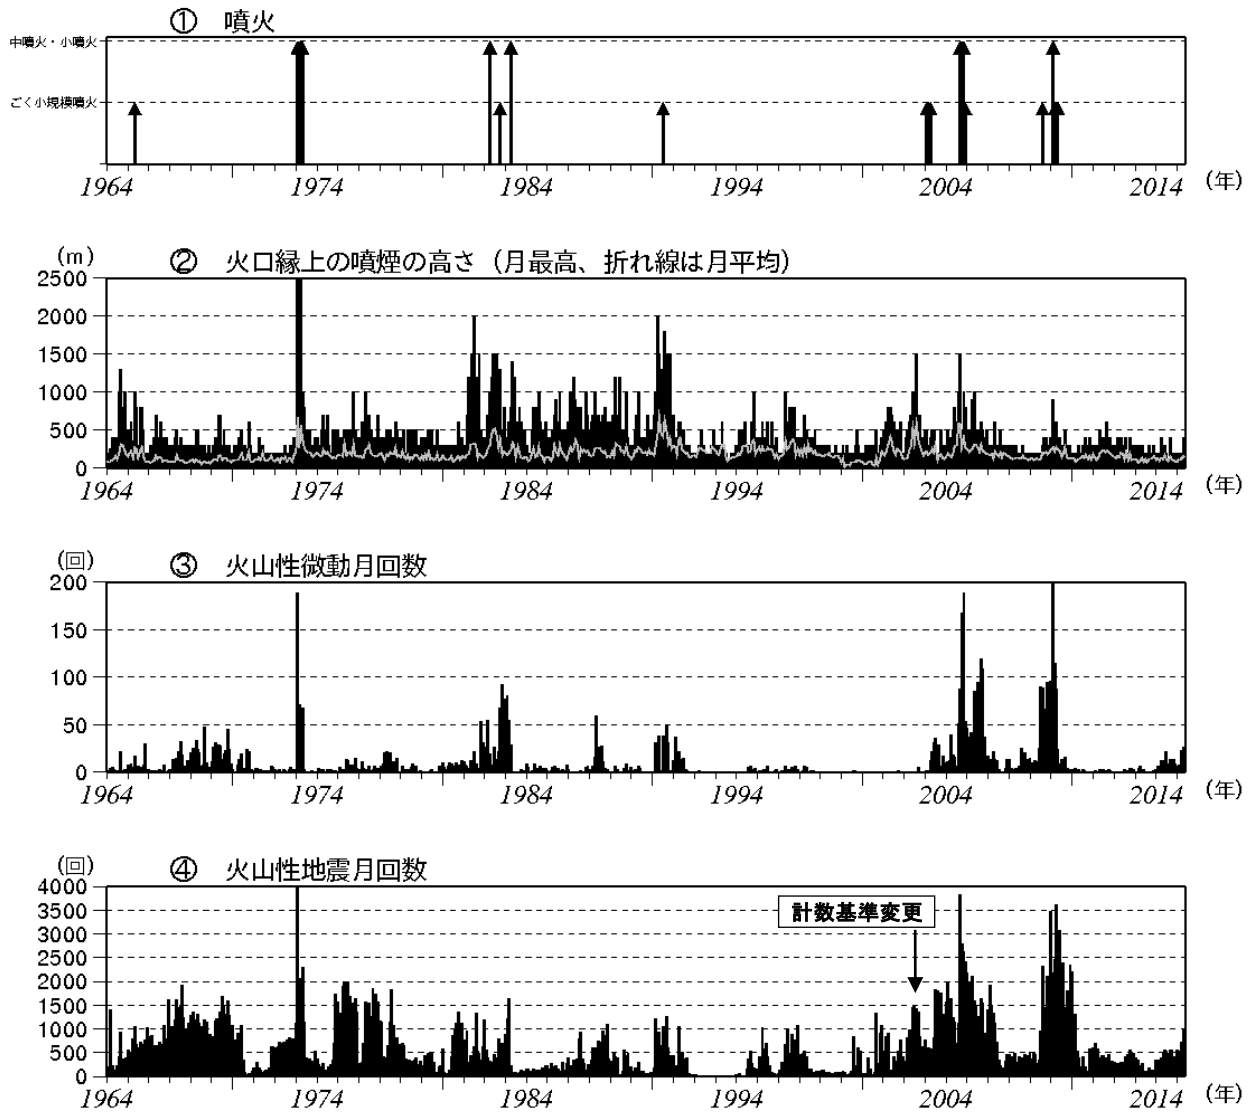 ① 噴火
中噴火・小噴火
ごく小規模噴火
1964 1974 1984 1994 2004 2014 (年)
(m) ② 火口縁上の噴煙の高さ（月最高、折れ線は月平均）
2500
2000
1500
1000
500
0
1964 1974 1984 1994 2004 2014 (年)
(回) ③ 火山性微動月回数
200
150
100
50
0
1964 1974 1984 1994 2004 2014 (年)
(回) ④ 火山性地震月回数
4000
3500
3000
2500
2000
1500
1000
500
0
計数基準変更
1964 1974 1984 1994 2004 2014 (年)